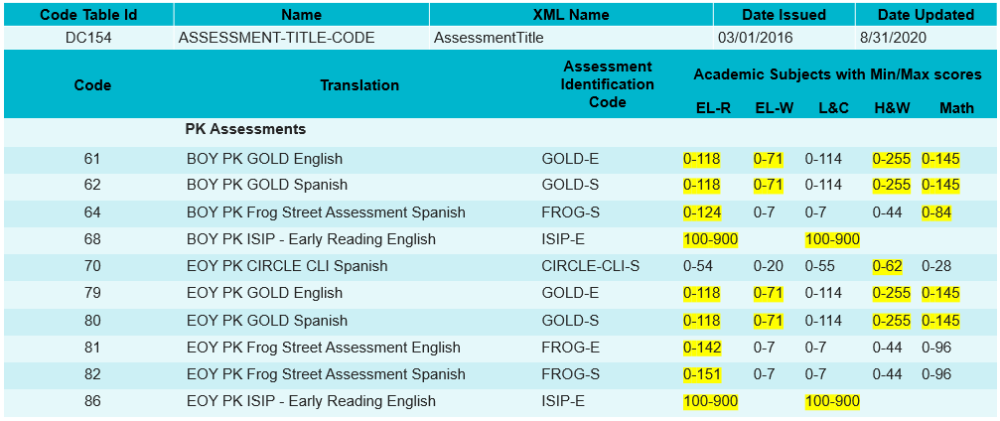 Code Table Id Name XML Name Date Issued Date Updated
DC154 ASSESSMENT-TITLE-CODE AssessmentTitle 03/01/2016 8/31/2020
Code Translation Assessment Identification Code Academic Subjects with Min/Max scores
EL-R EL-W L&C H&W Math
PK Assessments
61 BOY PK GOLD English GOLD-E 0-118 0-71 0-114 0-255 0-145
62 BOY PK GOLD Spanish GOLD-S 0-118 0-71 0-114 0-255 0-145
64 BOY PK Frog Street Assessment Spanish FROG-S 0-124 0-7 0-7 0-44 0-84
68 BOY PK ISIP - Early Reading English ISIP-E 100-900 100-900
70 EOY PK CIRCLE CLI Spanish CIRCLE-CLI-S 0-54 0-20 0-55 0-62 0-28
79 EOY PK GOLD English GOLD-E 0-118 0-71 0-114 0-255 0-145
80 EOY PK GOLD Spanish GOLD-S 0-118 0-71 0-114 0-255 0-145
81 EOY PK Frog Street Assessment English FROG-E 0-142 0-7 0-7 0-44 0-96
82 EOY PK Frog Street Assessment Spanish FROG-S 0-151 0-7 0-7 0-44 0-96
86 EOY PK ISIP - Early Reading English ISIP-E 100-900 100-900